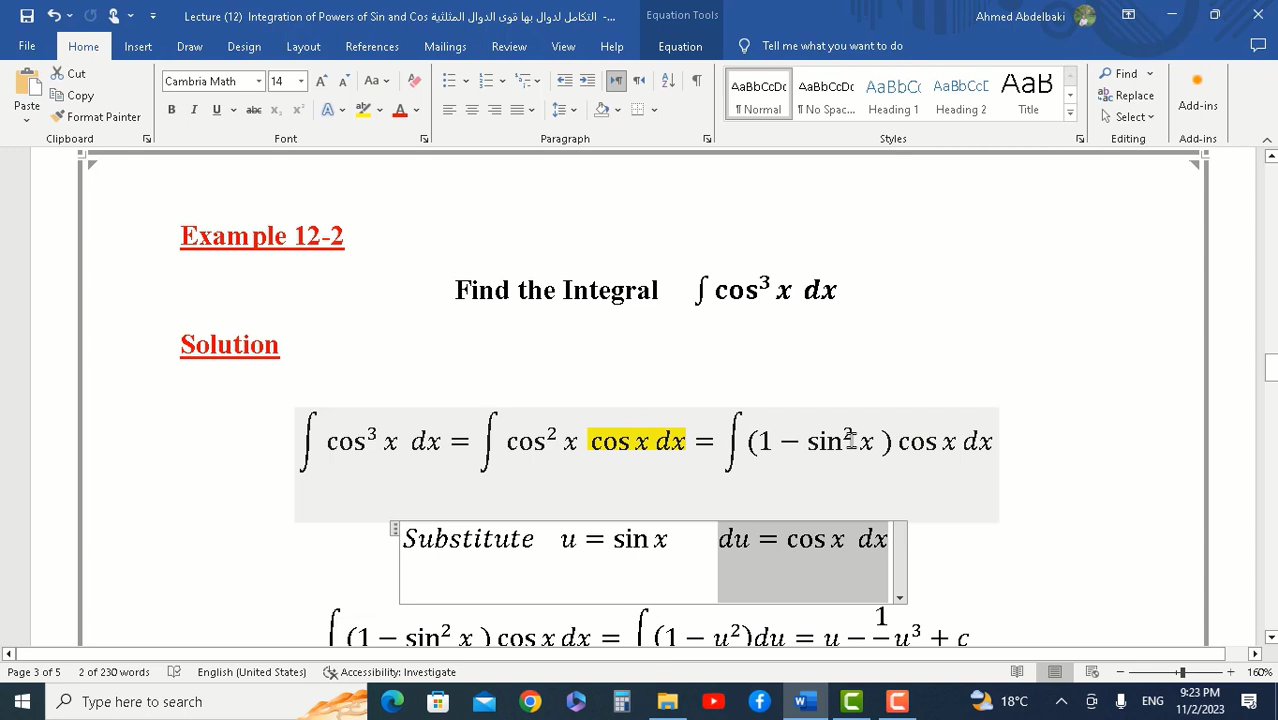 Lecture (12) Integration of Powers of Sin and Cos التكامل لدوال بها قوى الدوال المثلثية -...
Equation Tools
Ahmed Abdelbaki
File Home Insert Draw Design Layout References Mailings Review View Help Equation Tell me what you want to do
Paste
Cut
Copy
Format Painter
Cambria Math 14 Aa
B I U abc A A
AaBbCcDc AaBbCcDc AaBbCc AaBbCcD AaB
¶ Normal ¶ No Spac... Heading 1 Heading 2 Title
Find
Replace
Select
Add-ins
Clipboard Font Paragraph Styles Editing Add-ins
Example 12-2
Find the Integral ∫ cos³ x dx
Solution
∫ cos³ x dx = ∫ cos² x cos x dx = ∫ (1 − sin² x ) cos x dx
Substitute u = sin x du = cos x dx
∫ (1 − sin² x ) cos x dx = ∫ (1 − u²)du = u − 1 u³ + c
Page 3 of 5 2 of 230 words English (United States) Accessibility: Investigate 160%
Type here to search
18°C ENG 9:23 PM 11/2/2023